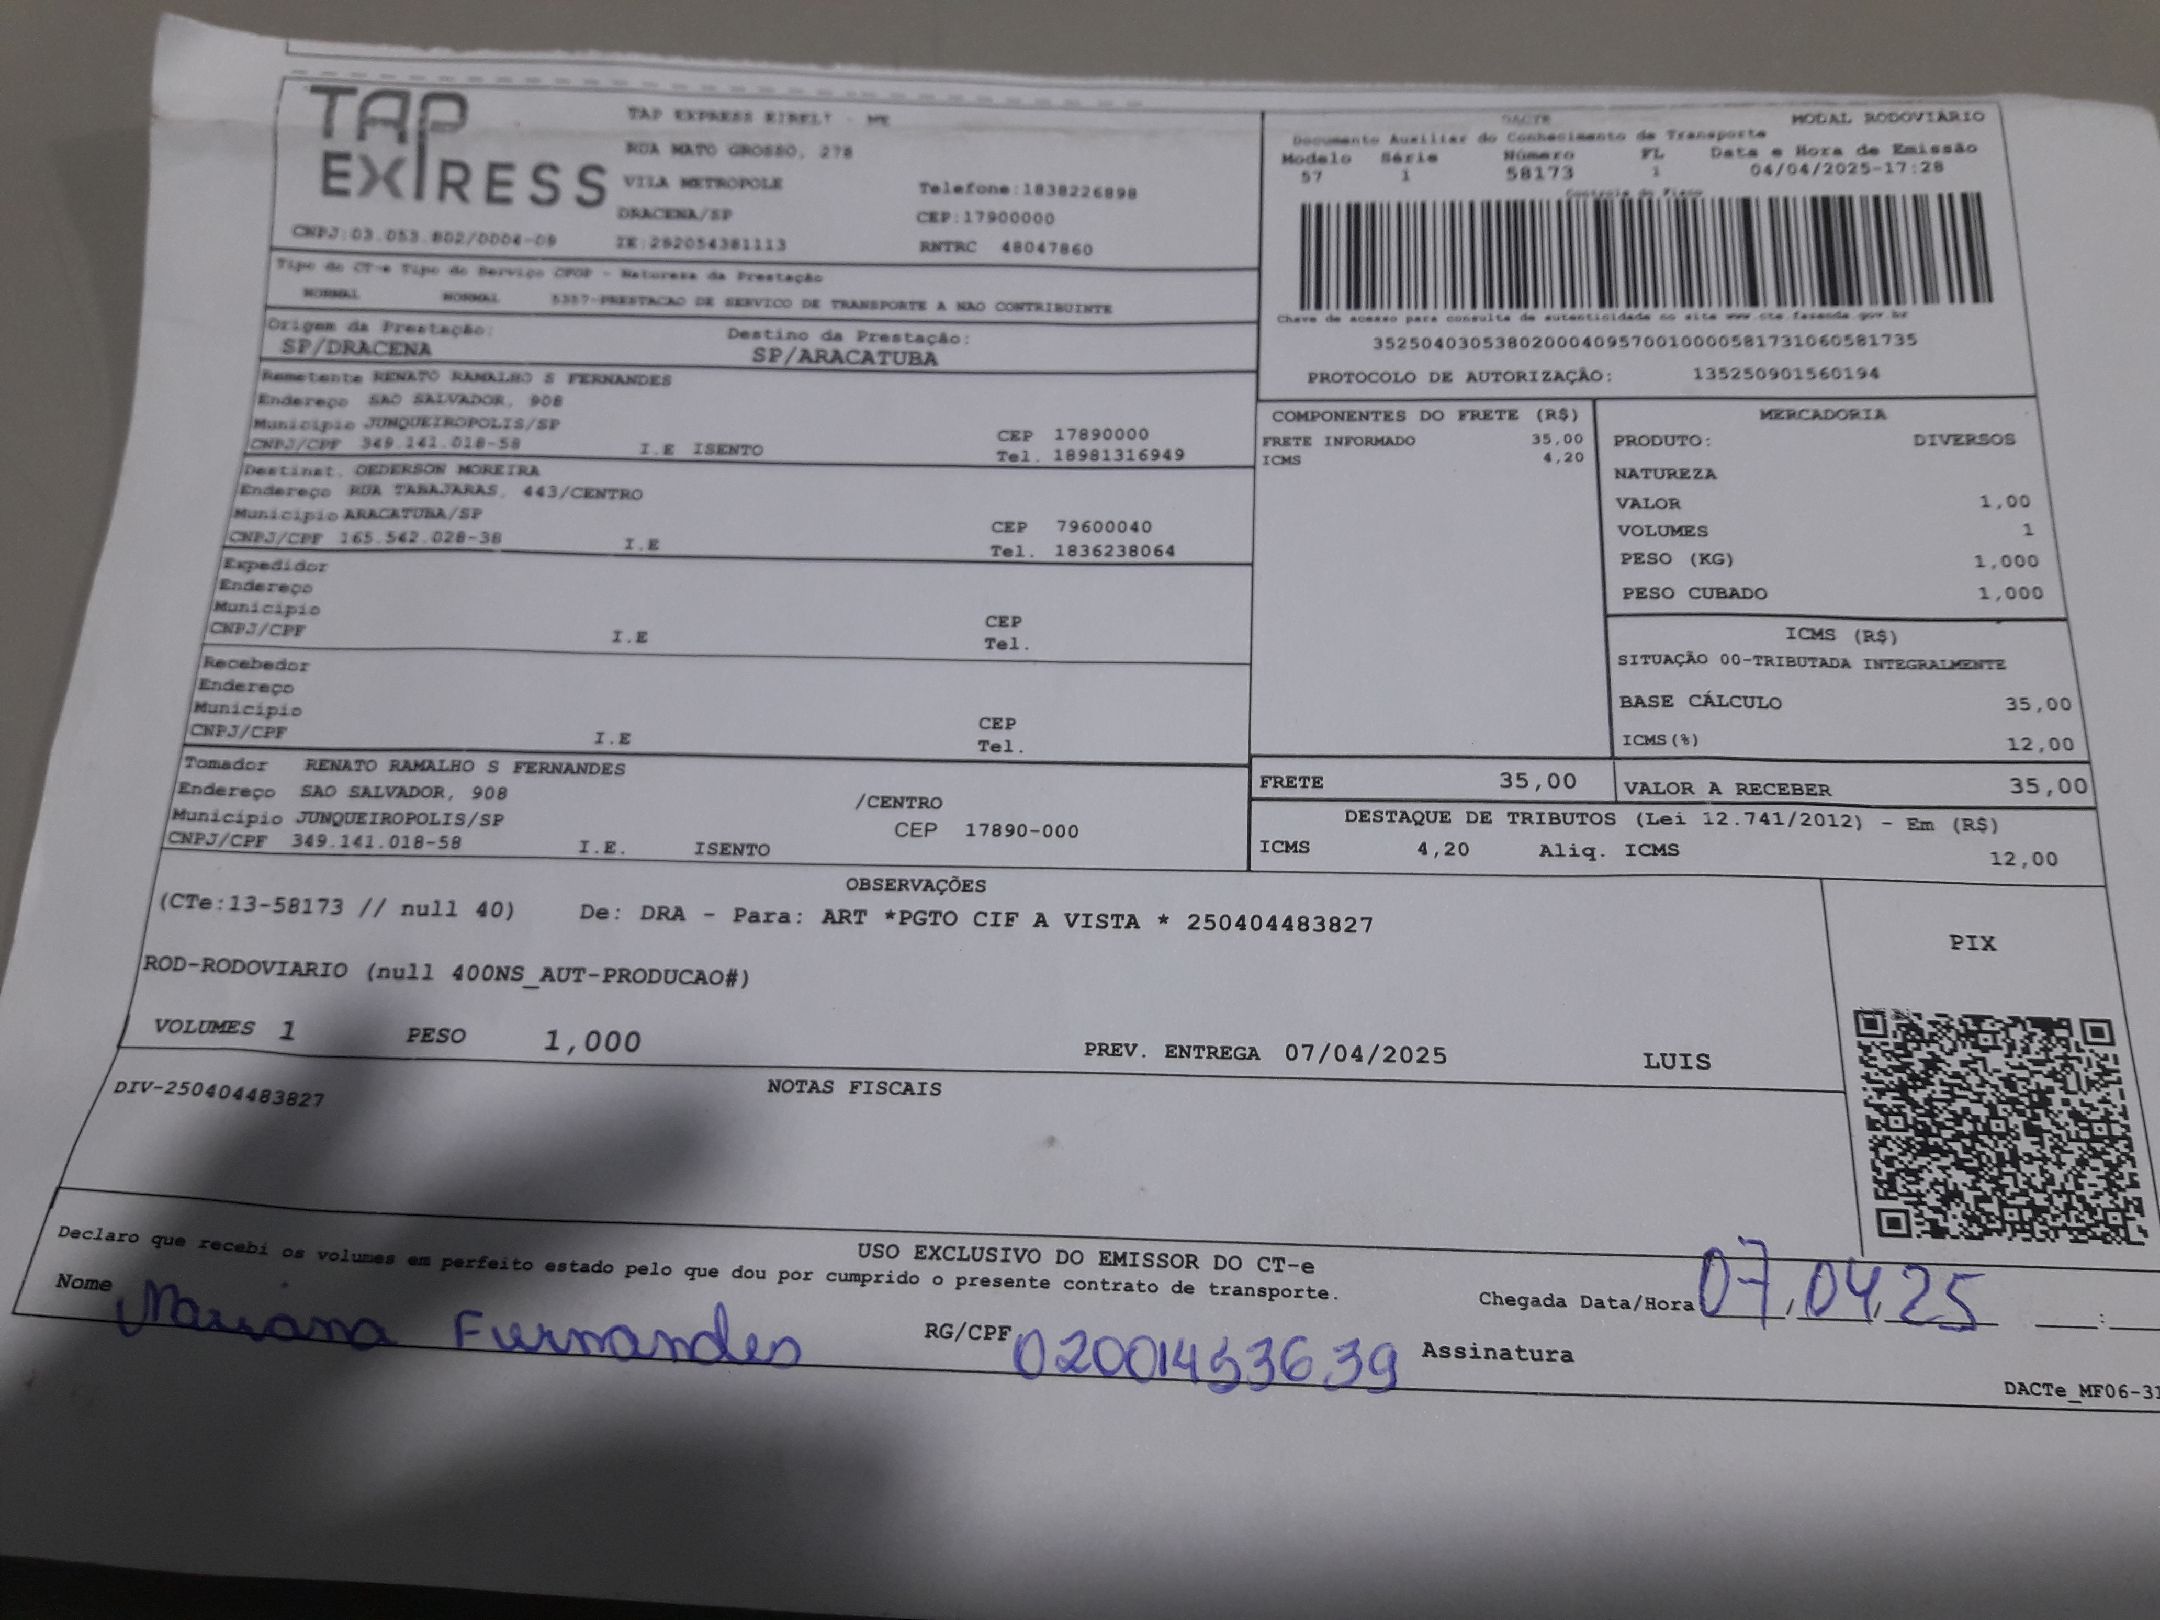 TAP EXPRESS
TAP EXPRESS EIRELI - ME
RUA MATO GROSSO, 278
VILA METROPOLE
Telefone:1838226898
DRACENA/SP
CEP:17900000
CNPJ:03.053.802/0004-09
IE:292054381113
RNTRC 48047860
DACTE
MODAL RODOVIÁRIO
Documento Auxiliar do Conhecimento de Transporte
Modelo Série Número FL Data e Hora de Emissão
57 1 58173 1 04/04/2025-17:28
Controle do Fisco
Chave de acesso para consulta de autenticidade no site www.cte.fazenda.gov.br
35250403053802000409570010000581731060581735
PROTOCOLO DE AUTORIZAÇÃO: 135250901560194
Tipo do CT-e Tipo do Serviço CFOP - Natureza da Prestação
NORMAL NORMAL 5357-PRESTACAO DE SERVICO DE TRANSPORTE A NAO CONTRIBUINTE
Origem da Prestação: Destino da Prestação:
SP/DRACENA SP/ARACATUBA
Remetente RENATO RAMALHO S FERNANDES
Endereço SAO SALVADOR, 908
Município JUNQUEIROPOLIS/SP CEP 17890000
CNPJ/CPF 349.141.018-58 I.E ISENTO Tel. 18981316949
Destinat. OEDERSON MOREIRA
Endereço RUA TABAJARAS, 443/CENTRO
Município ARACATUBA/SP CEP 79600040
CNPJ/CPF 165.562.028-38 I.E Tel. 1836238064
Expedidor
Endereço
Município CEP
CNPJ/CPF I.E Tel.
Recebedor
Endereço
Município CEP
CNPJ/CPF I.E Tel.
Tomador RENATO RAMALHO S FERNANDES
Endereço SAO SALVADOR, 908 /CENTRO
Município JUNQUEIROPOLIS/SP CEP 17890-000
CNPJ/CPF 349.141.018-58 I.E. ISENTO
COMPONENTES DO FRETE (R$)
FRETE INFORMADO 35,00
ICMS 4,20
MERCADORIA
PRODUTO: DIVERSOS
NATUREZA
VALOR 1,00
VOLUMES 1
PESO (KG) 1,000
PESO CUBADO 1,000
ICMS (R$)
SITUAÇÃO 00-TRIBUTADA INTEGRALMENTE
BASE CÁLCULO 35,00
ICMS(%) 12,00
FRETE 35,00
VALOR A RECEBER 35,00
DESTAQUE DE TRIBUTOS (Lei 12.741/2012) - Em (R$)
ICMS 4,20 Aliq. ICMS 12,00
OBSERVAÇÕES
(CTe:13-58173 // null 40) De: DRA - Para: ART *PGTO CIF A VISTA * 250404483827
ROD-RODOVIARIO (null 400NS_AUT-PRODUCAO#)
VOLUMES 1 PESO 1,000 PREV. ENTREGA 07/04/2025 LUIS
PIX
NOTAS FISCAIS
DIV-250404483827
USO EXCLUSIVO DO EMISSOR DO CT-e
Declaro que recebi os volumes em perfeito estado pelo que dou por cumprido o presente contrato de transporte.
Chegada Data/Hora 07/04/25 :
Nome Mariana Fernandes RG/CPF 02001453639 Assinatura
DACTe_MF06-31